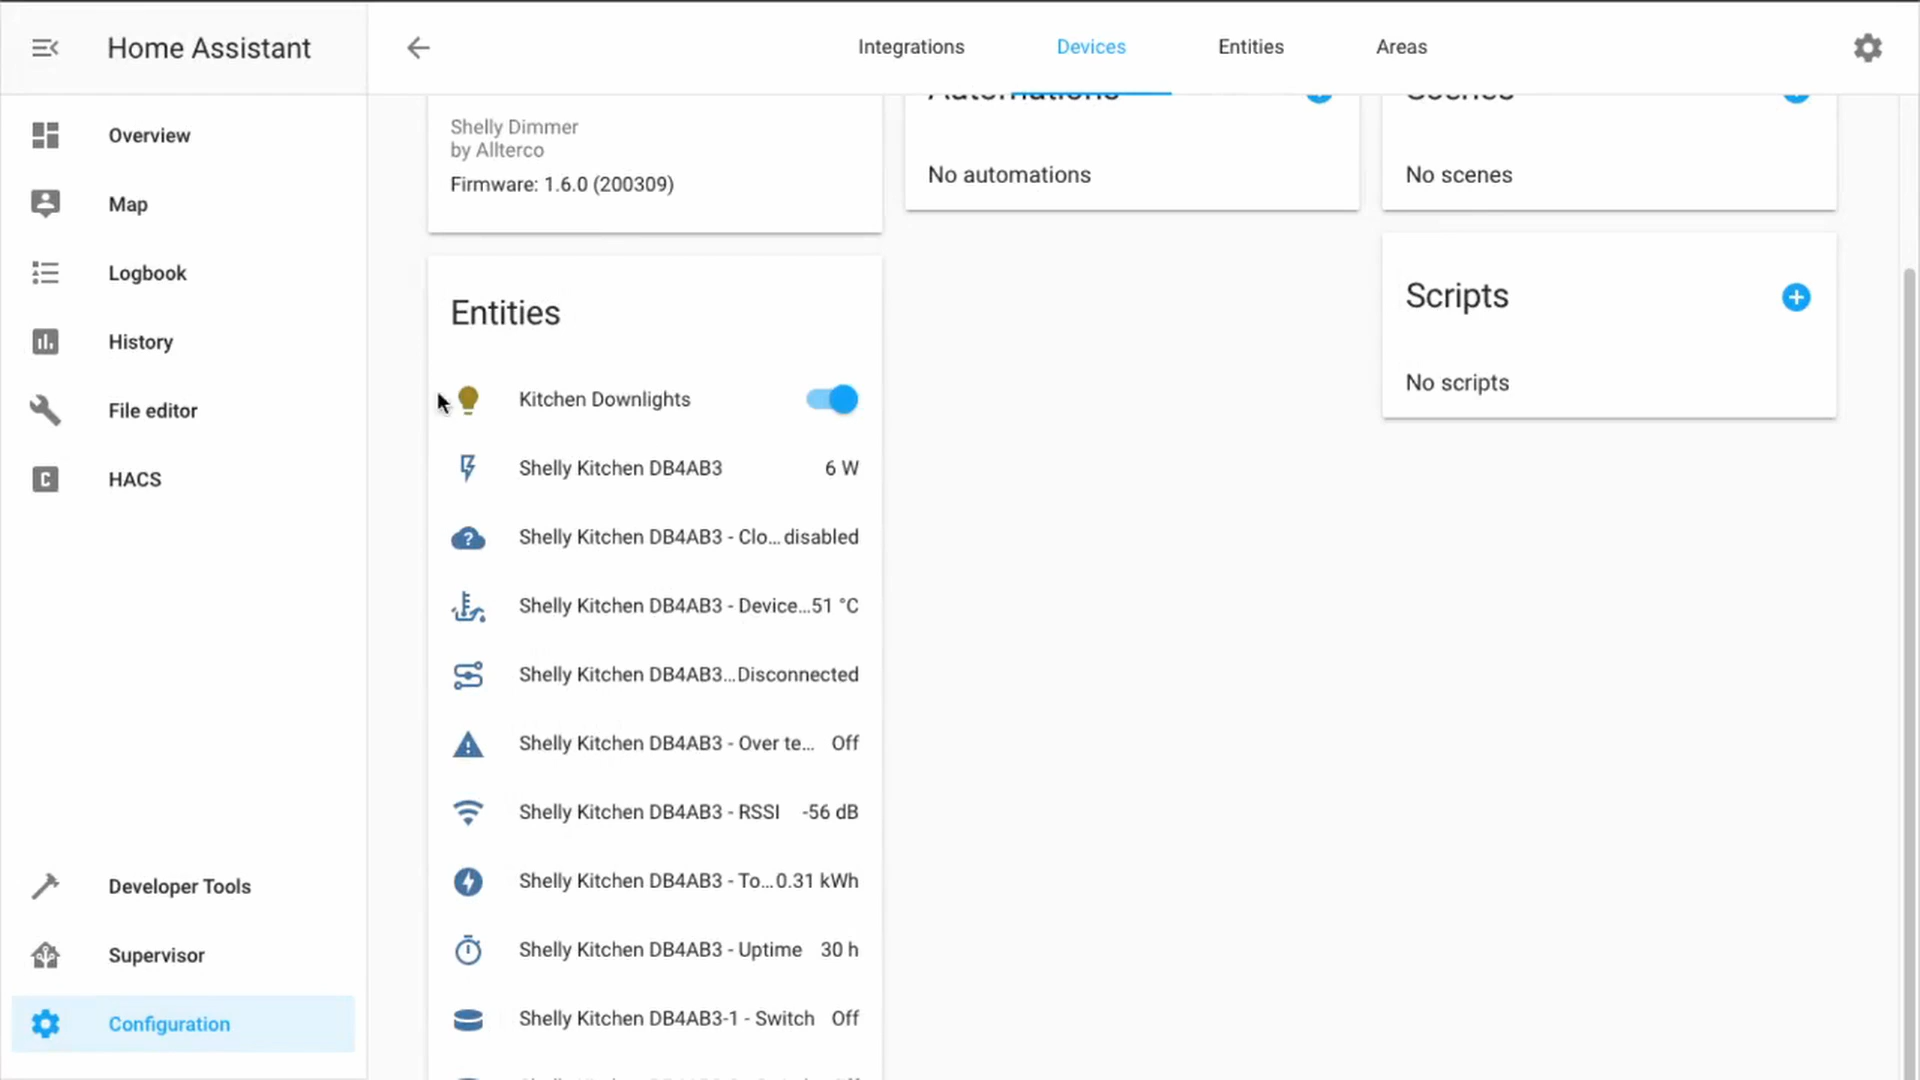 Home Assistant
Integrations
Devices
Entities
Areas
Overview
Map
Logbook
History
File editor
C
HACS
Developer Tools
Supervisor
Configuration
Shelly Dimmer
by Allterco
Firmware: 1.6.0 (200309)
Automations
No automations
Scenes
No scenes
Scripts
No scripts
Entities
Kitchen Downlights
Shelly Kitchen DB4AB3 6 W
Shelly Kitchen DB4AB3 - Clo... disabled
Shelly Kitchen DB4AB3 - Device...51 °C
Shelly Kitchen DB4AB3...Disconnected
Shelly Kitchen DB4AB3 - Over te... Off
Shelly Kitchen DB4AB3 - RSSI -56 dB
Shelly Kitchen DB4AB3 - To...0.31 kWh
Shelly Kitchen DB4AB3 - Uptime 30 h
Shelly Kitchen DB4AB3-1 - Switch Off